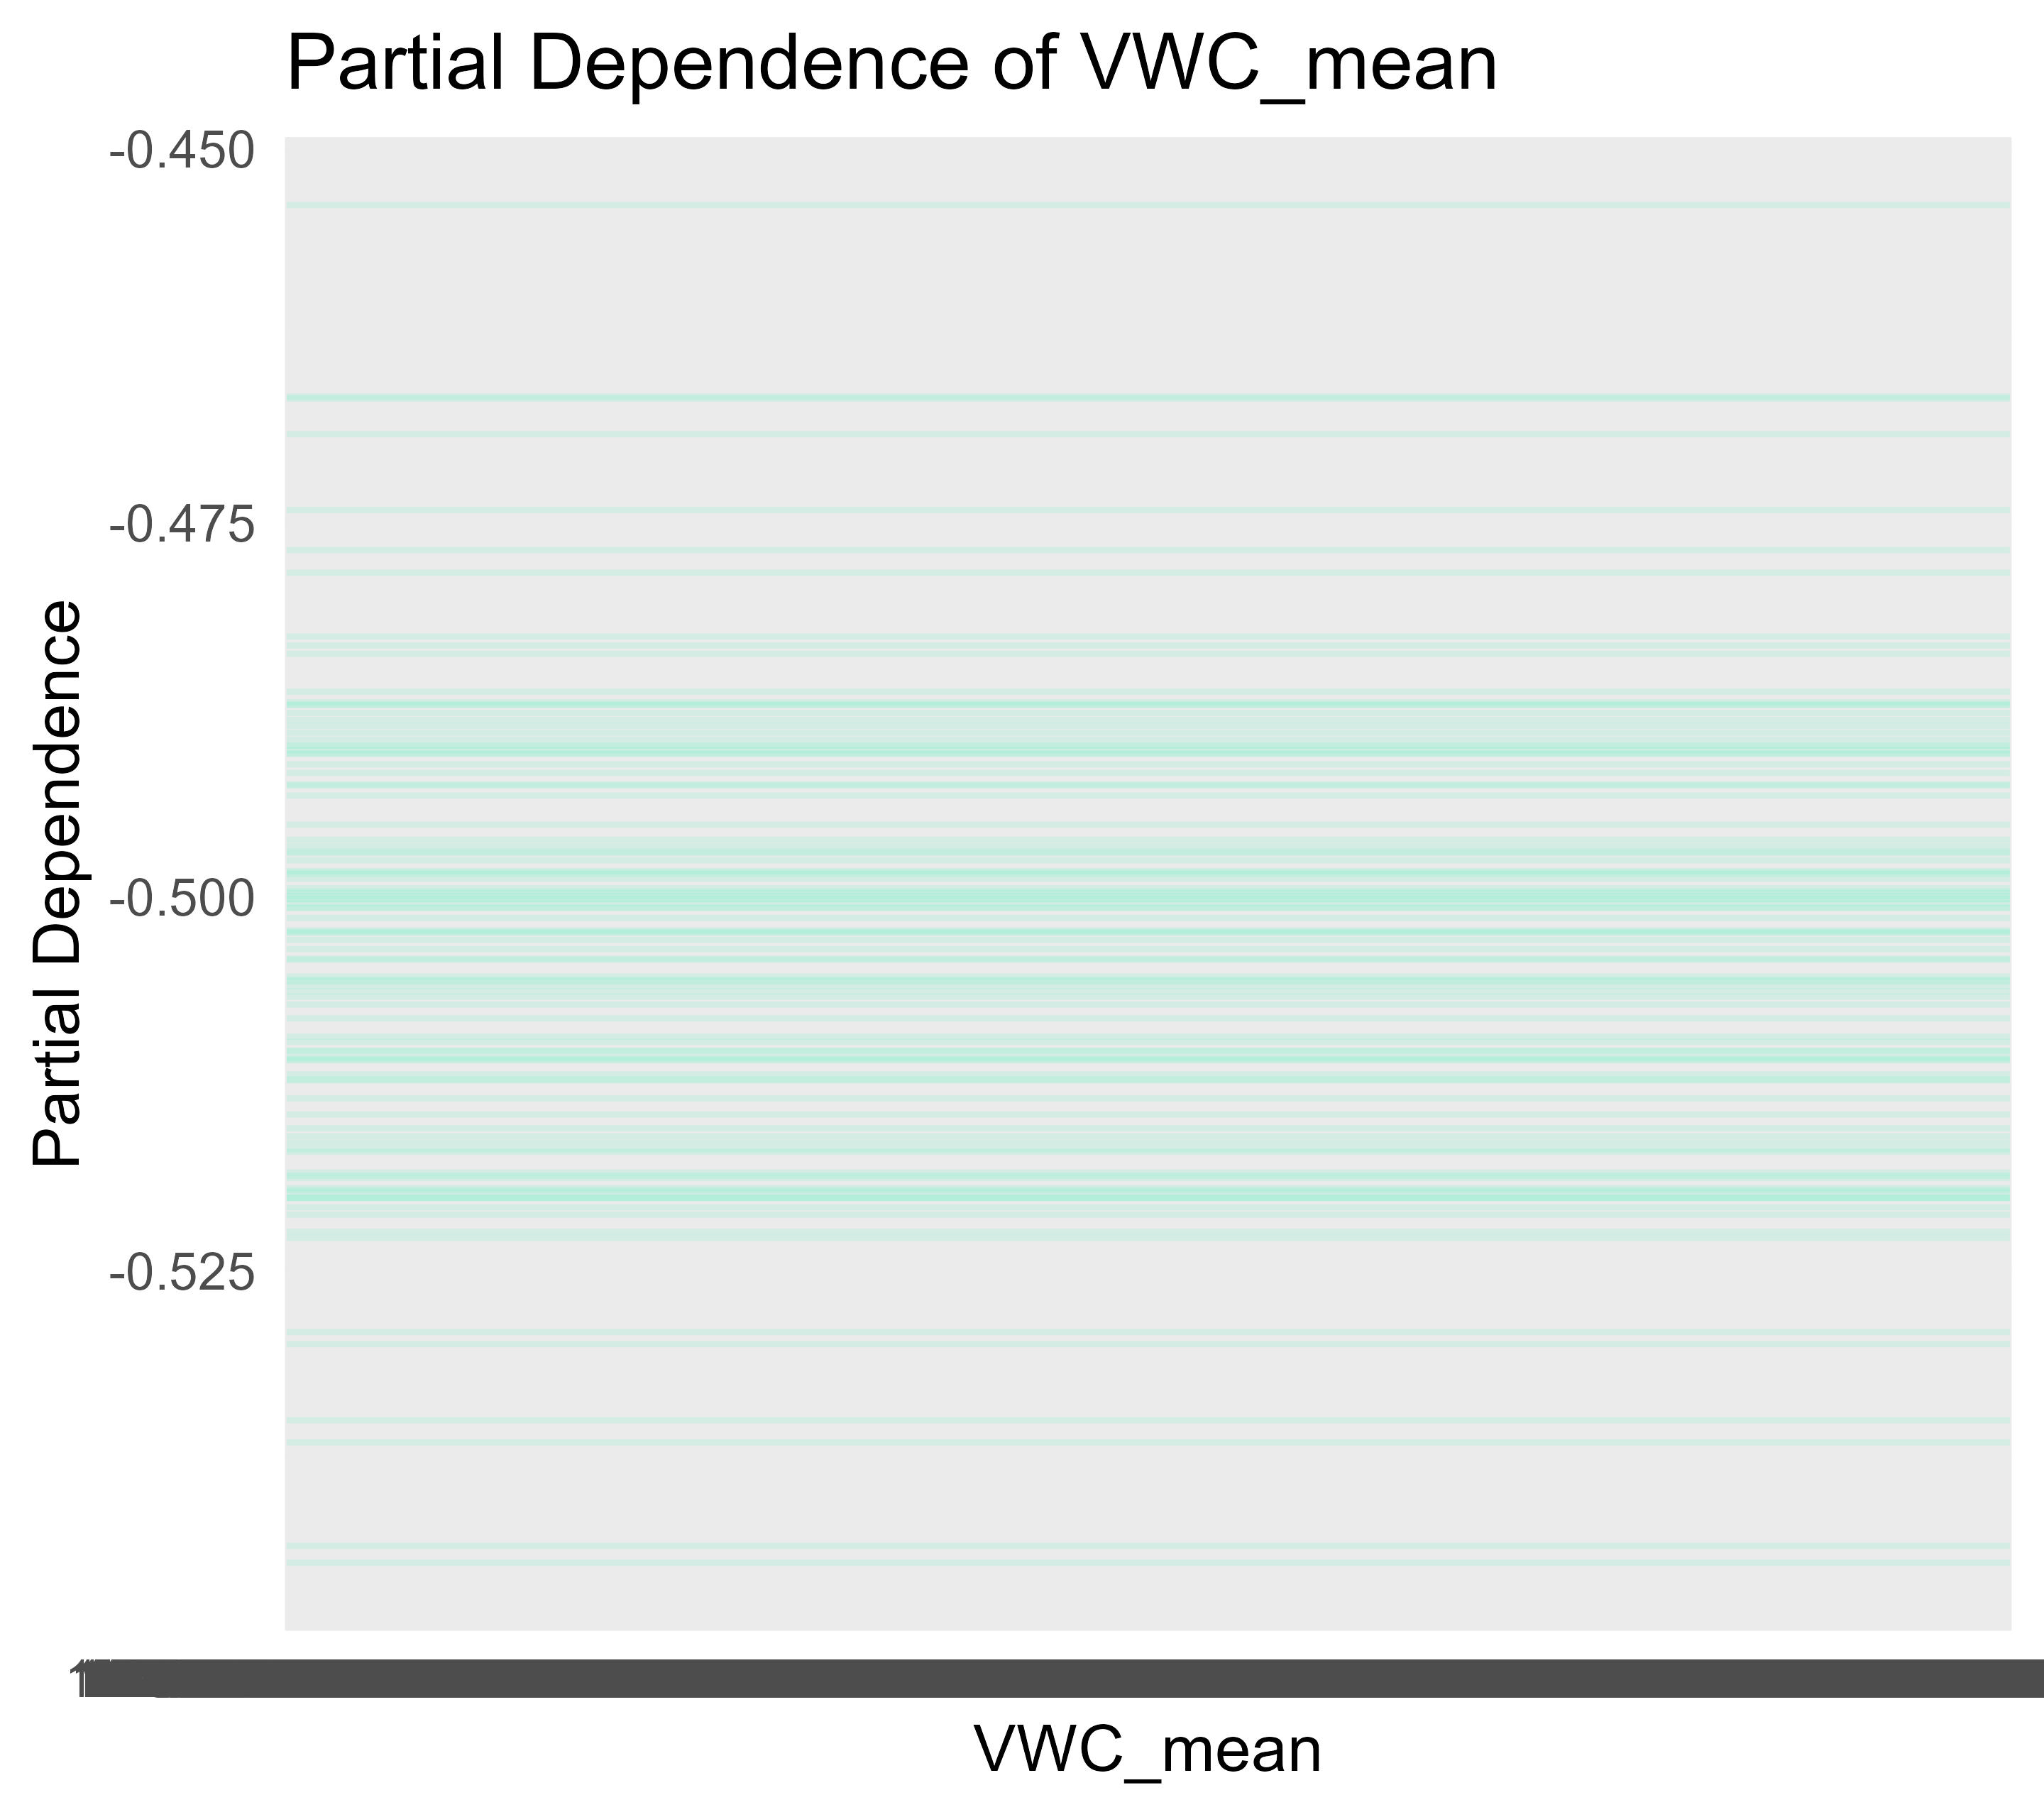 Partial Dependence of VWC_mean
-0.450
-0.475
-0.500
-0.525
Partial Dependence
VWC_mean